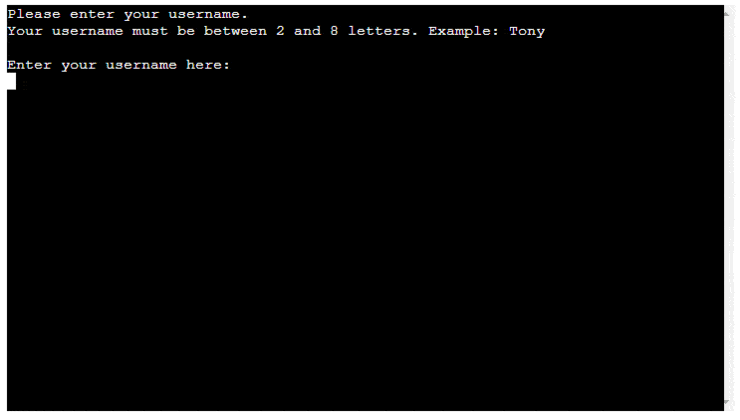 Please enter your username.
Your username must be between 2 and 8 letters. Example: Tony
Enter your username here: